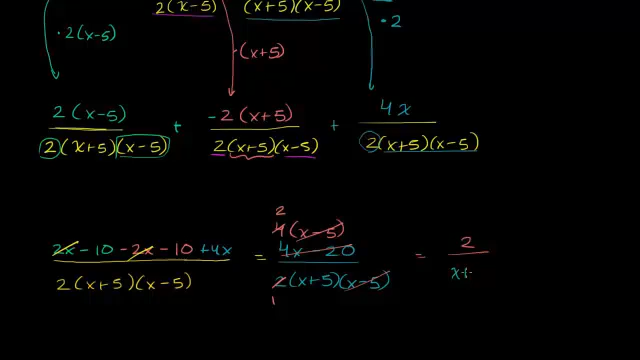 2(x-5) (x+5)(x-5)
·2(x-5) ·(x+5) ·2
2(x-5) + -2(x+5) + 4x
2(x+5)(x-5) 2(x+5)(x-5) 2(x+5)(x-5)
2
4(x-5)
2x-10-2x-10+4x = 4x-20 = 2
2(x+5)(x-5) 2(x+5)(x-5) x+
1